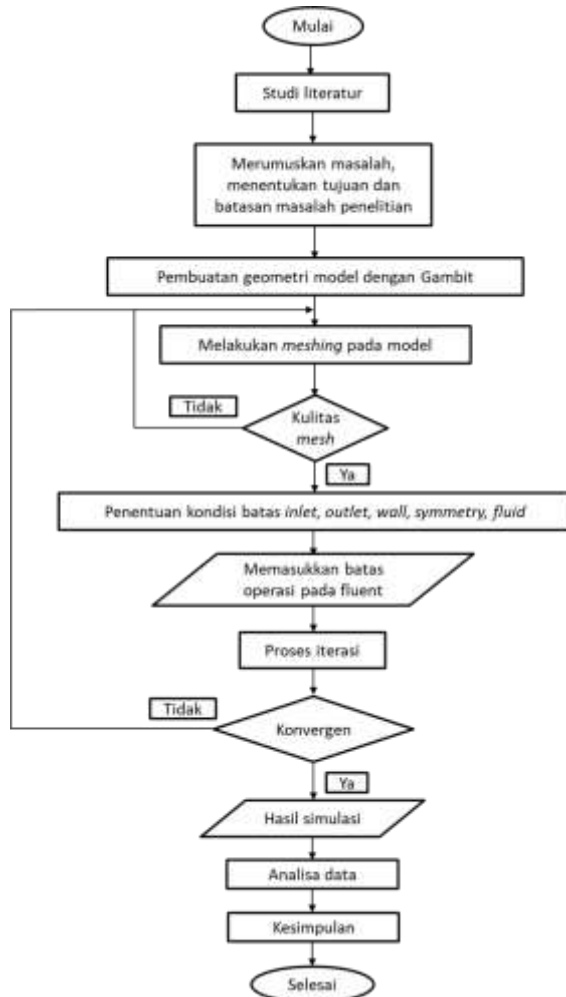 Mulai
Studi literatur
Merumuskan masalah,
menentukan tujuan dan
batasan masalah penelitian
Pembuatan geometri model dengan Gambit
Melakukan meshing pada model
Tidak
Kulitas
mesh
Ya
Penentuan kondisi batas inlet, outlet, wall, symmetry, fluid
Memasukkan batas
operasi pada fluent
Proses iterasi
Tidak
Konvergen
Ya
Hasil simulasi
Analisa data
Kesimpulan
Selesai